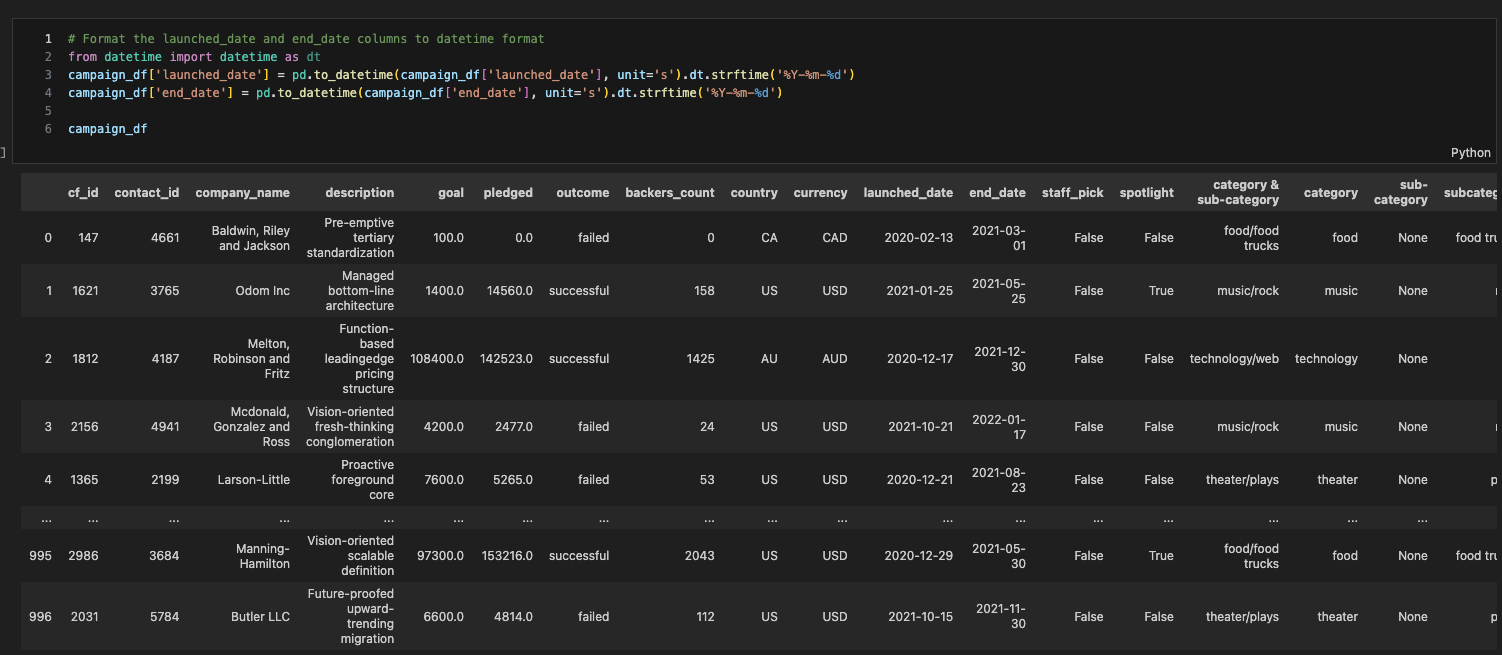 1 # Format the launched_date and end_date columns to datetime format
2 from datetime import datetime as dt
3 campaign_df['launched_date'] = pd.to_datetime(campaign_df['launched_date'], unit='s').dt.strftime('%Y-%m-%d')
4 campaign_df['end_date'] = pd.to_datetime(campaign_df['end_date'], unit='s').dt.strftime('%Y-%m-%d')
5
6 campaign_df
]
Python
cf_id contact_id company_name description goal pledged outcome backers_count country currency launched_date end_date staff_pick spotlight category & sub-category category sub-category subcateg
0 147 4661 Baldwin, Riley and Jackson Pre-emptive tertiary standardization 100.0 0.0 failed 0 CA CAD 2020-02-13 2021-03-01 False False food/food trucks food None food tru
1 1621 3765 Odom Inc Managed bottom-line architecture 1400.0 14560.0 successful 158 US USD 2021-01-25 2021-05-25 False True music/rock music None
2 1812 4187 Melton, Robinson and Fritz Function-based leadingedge pricing structure 108400.0 142523.0 successful 1425 AU AUD 2020-12-17 2021-12-30 False False technology/web technology None
3 2156 4941 Mcdonald, Gonzalez and Ross Vision-oriented fresh-thinking conglomeration 4200.0 2477.0 failed 24 US USD 2021-10-21 2022-01-17 False False music/rock music None
4 1365 2199 Larson-Little Proactive foreground core 7600.0 5265.0 failed 53 US USD 2020-12-21 2021-08-23 False False theater/plays theater None p
... ... ... ... ... ... ... ... ... ... ... ... ... ... ... ... ... ...
995 2986 3684 Manning-Hamilton Vision-oriented scalable definition 97300.0 153216.0 successful 2043 US USD 2020-12-29 2021-05-30 False True food/food trucks food None food tru
996 2031 5784 Butler LLC Future-proofed upward-trending migration 6600.0 4814.0 failed 112 US USD 2021-10-15 2021-11-30 False False theater/plays theater None p